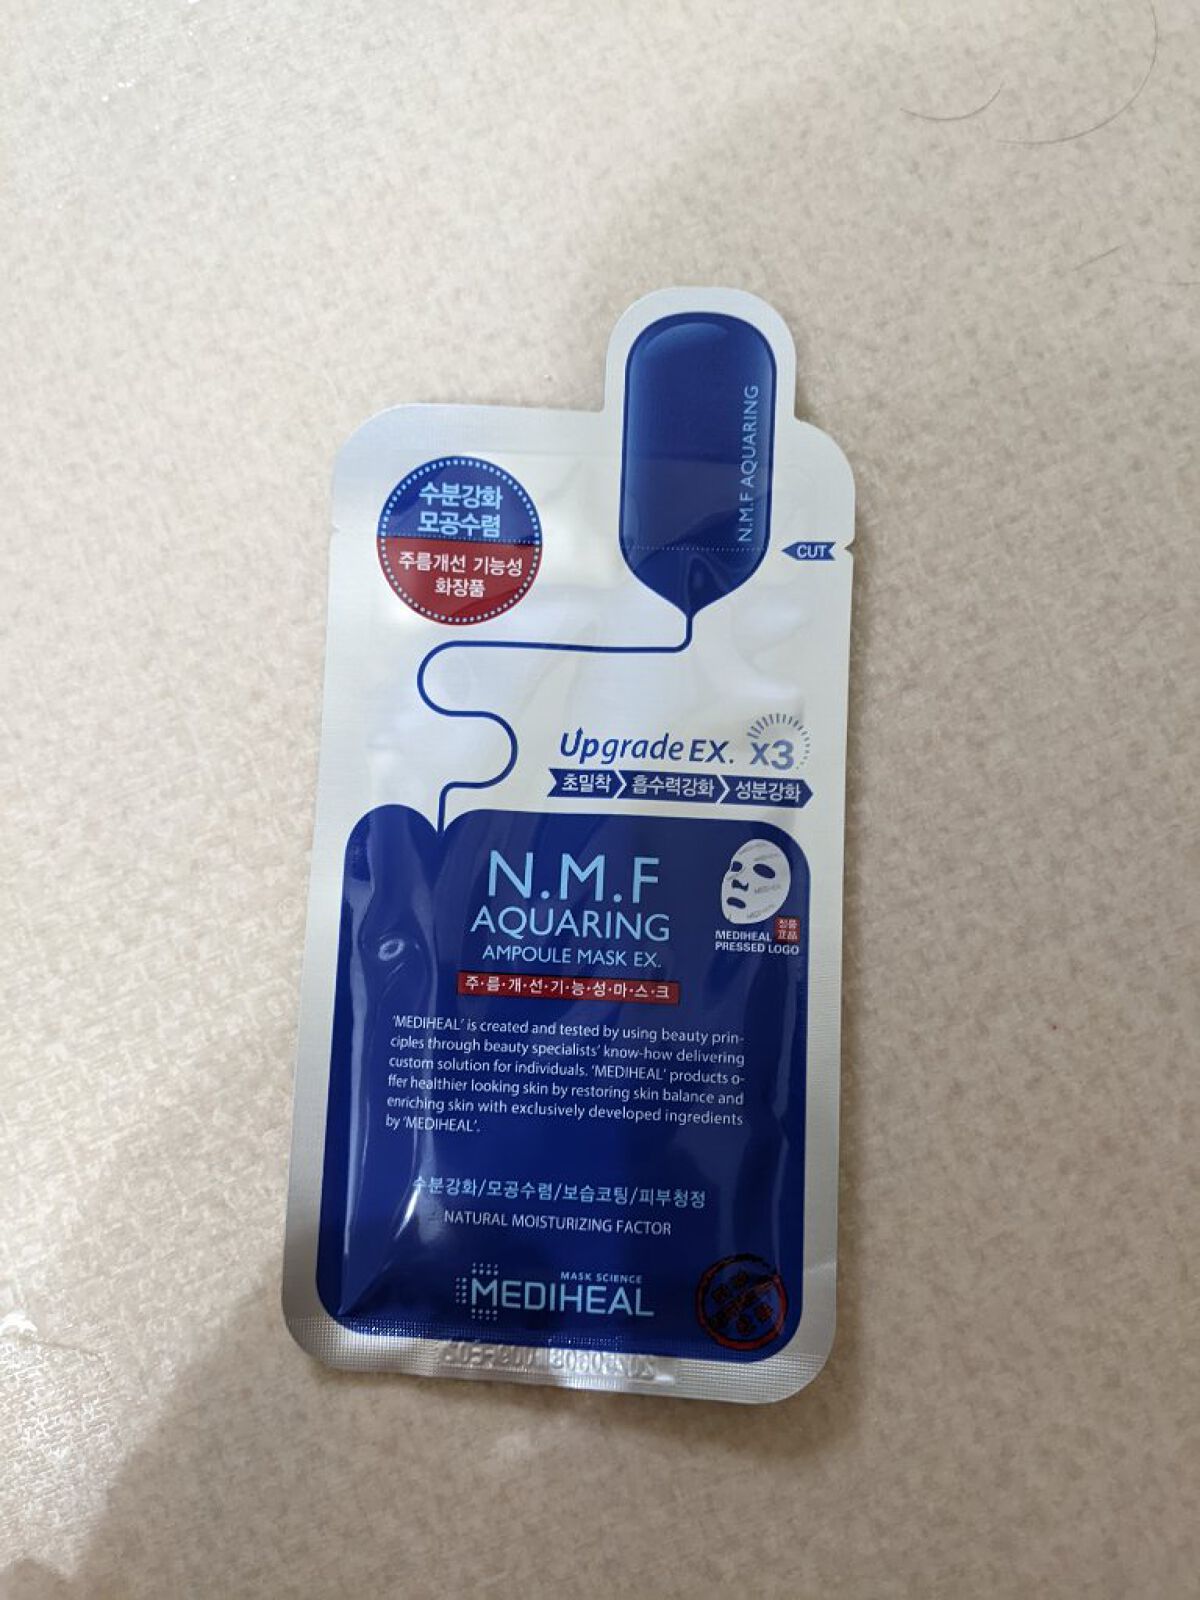 N.M.F AQUARING
수분강화
모공수렴
주름개선 기능성
화장품
CUT
Upgrade EX. x3
초밀착 흡수력강화 성분강화
N.M.F
AQUARING
AMPOULE MASK EX.
주·름·개·선·기·능·성·마·스·크
MEDIHEAL 정품
PRESSED LOGO
'MEDIHEAL' is created and tested by using beauty prin-
ciples through beauty specialists' know-how delivering
custom solution for individuals. 'MEDIHEAL' products o-
ffer healthier looking skin by restoring skin balance and
enriching skin with exclusively developed ingredients
by 'MEDIHEAL'.
수분강화/모공수렴/보습코팅/피부청정
NATURAL MOISTURIZING FACTOR
MASK SCIENCE
MEDIHEAL